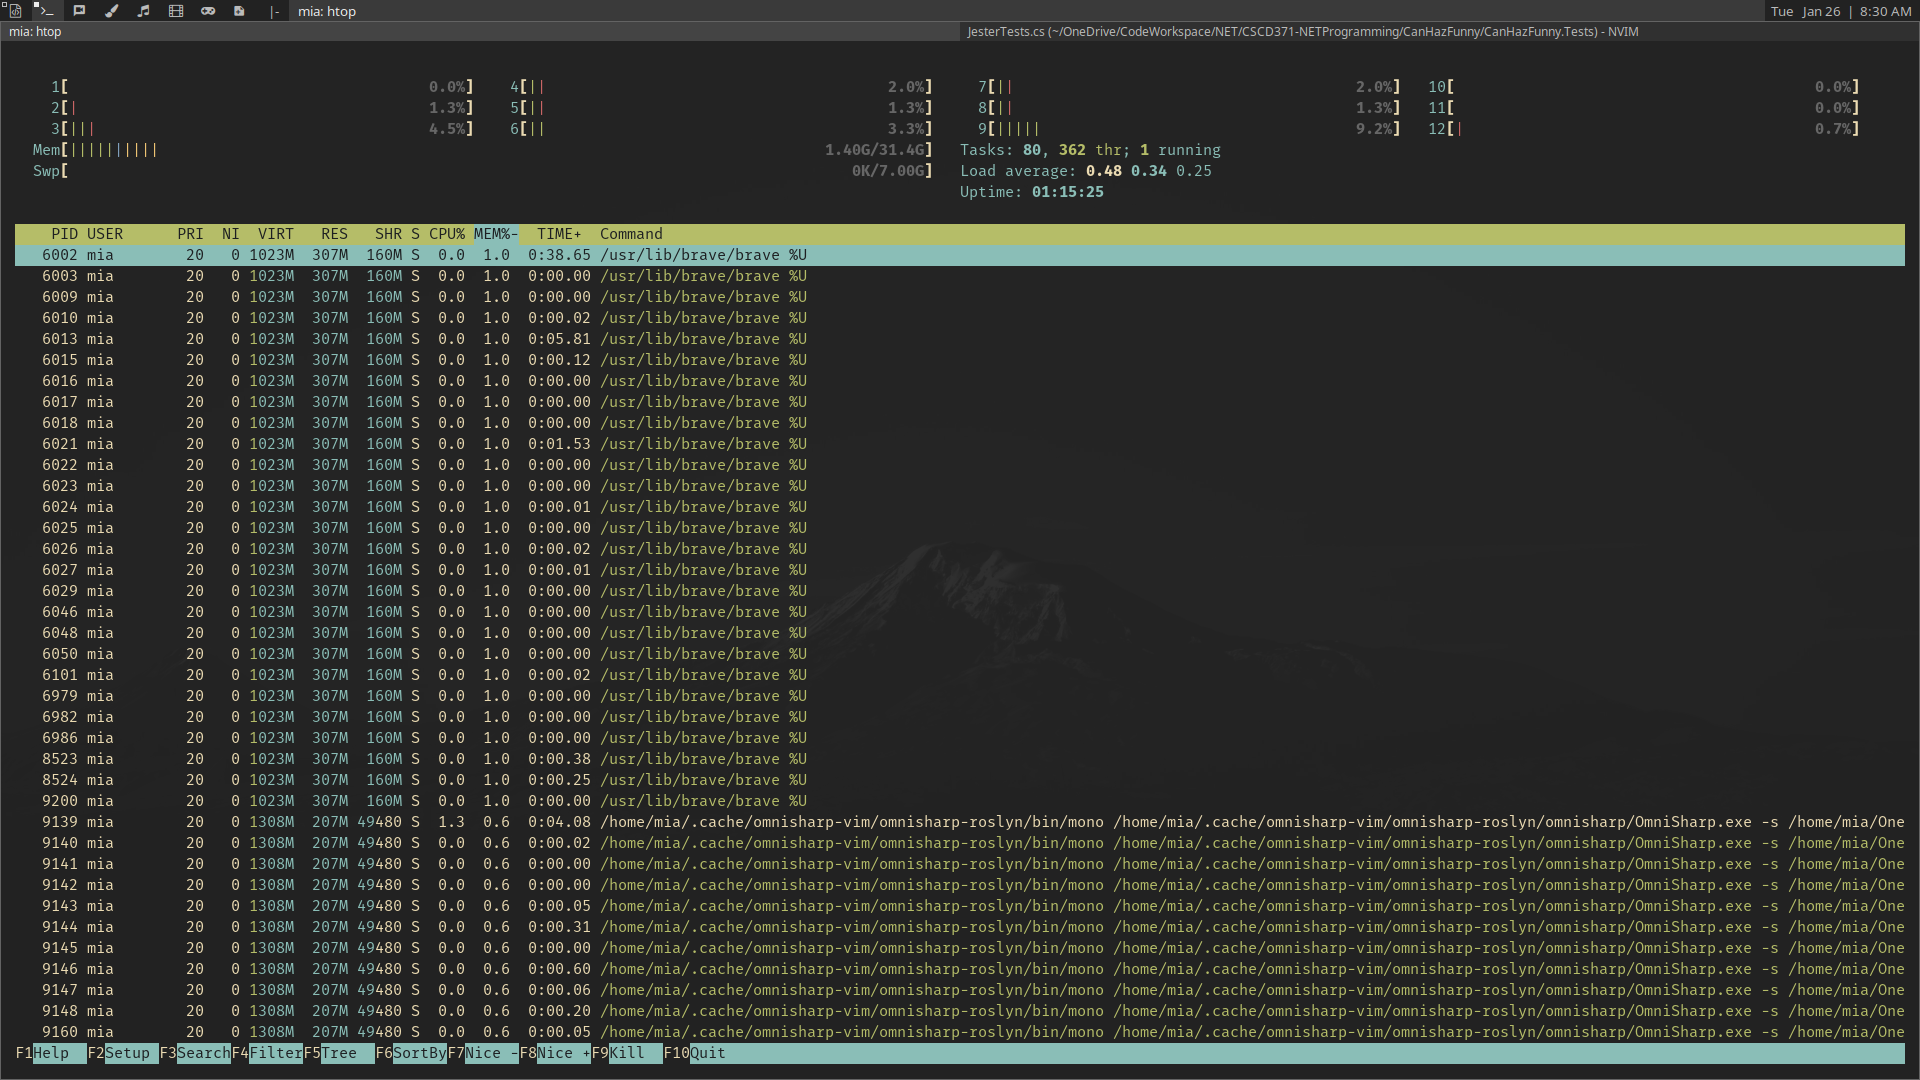 mia: htop
Tue Jan 26 | 8:30 AM
mia: htop
JesterTests.cs (~/OneDrive/CodeWorkspace/NET/CSCD371-NETProgramming/CanHazFunny/CanHazFunny.Tests) - NVIM
1[ 0.0%] 4[|| 2.0%] 7[|| 2.0%] 10[ 0.0%]
2[| 1.3%] 5[|| 1.3%] 8[|| 1.3%] 11[ 0.0%]
3[||| 4.5%] 6[|| 3.3%] 9[||||| 9.2%] 12[| 0.7%]
Mem[|||||||||| 1.40G/31.4G] Tasks: 80, 362 thr; 1 running
Swp[ 0K/7.00G] Load average: 0.48 0.34 0.25
Uptime: 01:15:25
PID USER PRI NI VIRT RES SHR S CPU% MEM%- TIME+ Command
6002 mia 20 0 1023M 307M 160M S 0.0 1.0 0:38.65 /usr/lib/brave/brave %U
6003 mia 20 0 1023M 307M 160M S 0.0 1.0 0:00.00 /usr/lib/brave/brave %U
6009 mia 20 0 1023M 307M 160M S 0.0 1.0 0:00.00 /usr/lib/brave/brave %U
6010 mia 20 0 1023M 307M 160M S 0.0 1.0 0:00.02 /usr/lib/brave/brave %U
6013 mia 20 0 1023M 307M 160M S 0.0 1.0 0:05.81 /usr/lib/brave/brave %U
6015 mia 20 0 1023M 307M 160M S 0.0 1.0 0:00.12 /usr/lib/brave/brave %U
6016 mia 20 0 1023M 307M 160M S 0.0 1.0 0:00.00 /usr/lib/brave/brave %U
6017 mia 20 0 1023M 307M 160M S 0.0 1.0 0:00.00 /usr/lib/brave/brave %U
6018 mia 20 0 1023M 307M 160M S 0.0 1.0 0:00.00 /usr/lib/brave/brave %U
6021 mia 20 0 1023M 307M 160M S 0.0 1.0 0:01.53 /usr/lib/brave/brave %U
6022 mia 20 0 1023M 307M 160M S 0.0 1.0 0:00.00 /usr/lib/brave/brave %U
6023 mia 20 0 1023M 307M 160M S 0.0 1.0 0:00.00 /usr/lib/brave/brave %U
6024 mia 20 0 1023M 307M 160M S 0.0 1.0 0:00.01 /usr/lib/brave/brave %U
6025 mia 20 0 1023M 307M 160M S 0.0 1.0 0:00.00 /usr/lib/brave/brave %U
6026 mia 20 0 1023M 307M 160M S 0.0 1.0 0:00.02 /usr/lib/brave/brave %U
6027 mia 20 0 1023M 307M 160M S 0.0 1.0 0:00.01 /usr/lib/brave/brave %U
6029 mia 20 0 1023M 307M 160M S 0.0 1.0 0:00.00 /usr/lib/brave/brave %U
6046 mia 20 0 1023M 307M 160M S 0.0 1.0 0:00.00 /usr/lib/brave/brave %U
6048 mia 20 0 1023M 307M 160M S 0.0 1.0 0:00.00 /usr/lib/brave/brave %U
6050 mia 20 0 1023M 307M 160M S 0.0 1.0 0:00.00 /usr/lib/brave/brave %U
6101 mia 20 0 1023M 307M 160M S 0.0 1.0 0:00.02 /usr/lib/brave/brave %U
6979 mia 20 0 1023M 307M 160M S 0.0 1.0 0:00.00 /usr/lib/brave/brave %U
6982 mia 20 0 1023M 307M 160M S 0.0 1.0 0:00.00 /usr/lib/brave/brave %U
6986 mia 20 0 1023M 307M 160M S 0.0 1.0 0:00.00 /usr/lib/brave/brave %U
8523 mia 20 0 1023M 307M 160M S 0.0 1.0 0:00.38 /usr/lib/brave/brave %U
8524 mia 20 0 1023M 307M 160M S 0.0 1.0 0:00.25 /usr/lib/brave/brave %U
9200 mia 20 0 1023M 307M 160M S 0.0 1.0 0:00.00 /usr/lib/brave/brave %U
9139 mia 20 0 1308M 207M 49480 S 1.3 0.6 0:04.08 /home/mia/.cache/omnisharp-vim/omnisharp-roslyn/bin/mono /home/mia/.cache/omnisharp-vim/omnisharp-roslyn/omnisharp/OmniSharp.exe -s /home/mia/One
9140 mia 20 0 1308M 207M 49480 S 0.0 0.6 0:00.02 /home/mia/.cache/omnisharp-vim/omnisharp-roslyn/bin/mono /home/mia/.cache/omnisharp-vim/omnisharp-roslyn/omnisharp/OmniSharp.exe -s /home/mia/One
9141 mia 20 0 1308M 207M 49480 S 0.0 0.6 0:00.00 /home/mia/.cache/omnisharp-vim/omnisharp-roslyn/bin/mono /home/mia/.cache/omnisharp-vim/omnisharp-roslyn/omnisharp/OmniSharp.exe -s /home/mia/One
9142 mia 20 0 1308M 207M 49480 S 0.0 0.6 0:00.00 /home/mia/.cache/omnisharp-vim/omnisharp-roslyn/bin/mono /home/mia/.cache/omnisharp-vim/omnisharp-roslyn/omnisharp/OmniSharp.exe -s /home/mia/One
9143 mia 20 0 1308M 207M 49480 S 0.0 0.6 0:00.05 /home/mia/.cache/omnisharp-vim/omnisharp-roslyn/bin/mono /home/mia/.cache/omnisharp-vim/omnisharp-roslyn/omnisharp/OmniSharp.exe -s /home/mia/One
9144 mia 20 0 1308M 207M 49480 S 0.0 0.6 0:00.31 /home/mia/.cache/omnisharp-vim/omnisharp-roslyn/bin/mono /home/mia/.cache/omnisharp-vim/omnisharp-roslyn/omnisharp/OmniSharp.exe -s /home/mia/One
9145 mia 20 0 1308M 207M 49480 S 0.0 0.6 0:00.00 /home/mia/.cache/omnisharp-vim/omnisharp-roslyn/bin/mono /home/mia/.cache/omnisharp-vim/omnisharp-roslyn/omnisharp/OmniSharp.exe -s /home/mia/One
9146 mia 20 0 1308M 207M 49480 S 0.0 0.6 0:00.60 /home/mia/.cache/omnisharp-vim/omnisharp-roslyn/bin/mono /home/mia/.cache/omnisharp-vim/omnisharp-roslyn/omnisharp/OmniSharp.exe -s /home/mia/One
9147 mia 20 0 1308M 207M 49480 S 0.0 0.6 0:00.06 /home/mia/.cache/omnisharp-vim/omnisharp-roslyn/bin/mono /home/mia/.cache/omnisharp-vim/omnisharp-roslyn/omnisharp/OmniSharp.exe -s /home/mia/One
9148 mia 20 0 1308M 207M 49480 S 0.0 0.6 0:00.20 /home/mia/.cache/omnisharp-vim/omnisharp-roslyn/bin/mono /home/mia/.cache/omnisharp-vim/omnisharp-roslyn/omnisharp/OmniSharp.exe -s /home/mia/One
9160 mia 20 0 1308M 207M 49480 S 0.0 0.6 0:00.05 /home/mia/.cache/omnisharp-vim/omnisharp-roslyn/bin/mono /home/mia/.cache/omnisharp-vim/omnisharp-roslyn/omnisharp/OmniSharp.exe -s /home/mia/One
F1Help F2Setup F3SearchF4FilterF5Tree F6SortByF7Nice -F8Nice +F9Kill F10Quit